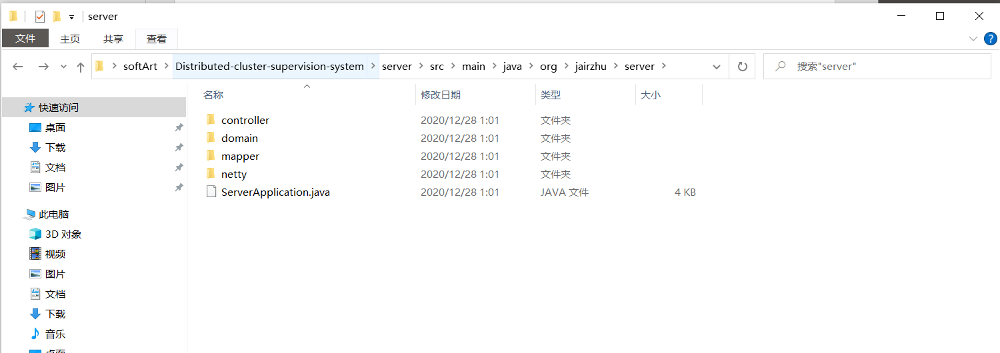 server
文件 主页 共享 查看
softArt Distributed-cluster-supervision-system server src main java org jairzhu server 搜索"server"
名称 修改日期 类型 大小
快速访问
桌面
下载
文档
图片
此电脑
3D 对象
视频
图片
文档
下载
音乐
桌面
controller 2020/12/28 1:01 文件夹
domain 2020/12/28 1:01 文件夹
mapper 2020/12/28 1:01 文件夹
netty 2020/12/28 1:01 文件夹
ServerApplication.java 2020/12/28 1:01 JAVA 文件 4 KB